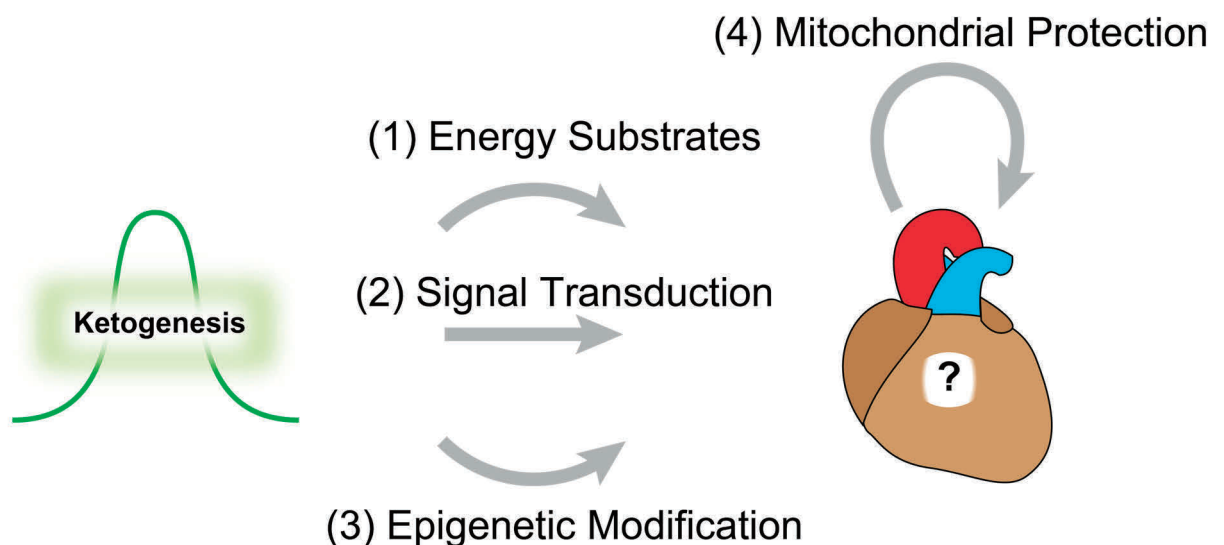 (4) Mitochondrial Protection
(1) Energy Substrates
(2) Signal Transduction
Ketogenesis
?
(3) Epigenetic Modification